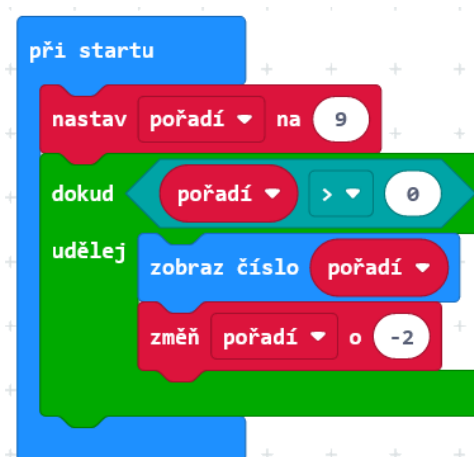 při startu
nastav pořadí na 9
dokud pořadí > 0
udělej
zobraz číslo pořadí
změň pořadí o -2